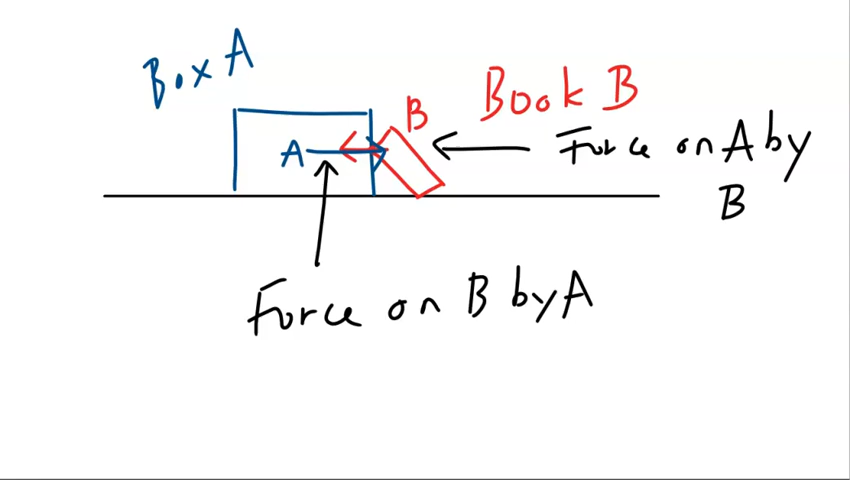 Box A
Book B
B
A
Force on A by
B
Force on B by A